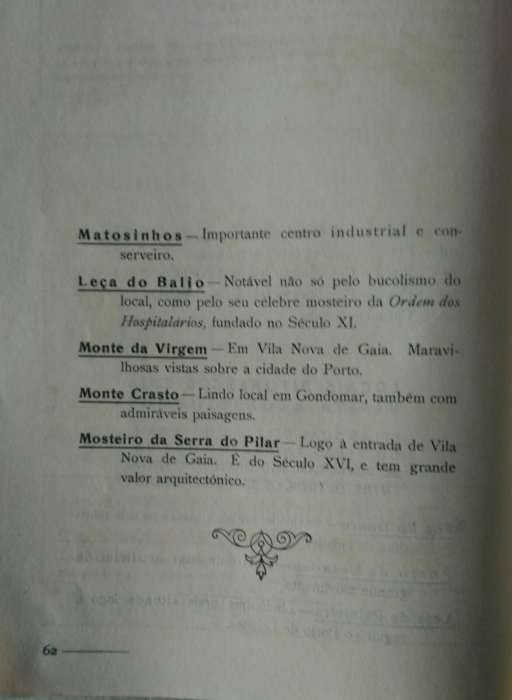 Matosinhos — Importante centro industrial e con-
serveiro.
Leça do Balio — Notável não só pelo bucolismo do
local, como pelo seu célebre mosteiro da Ordem dos
Hospitalários, fundado no Século XI.
Monte da Virgem — Em Vila Nova de Gaia. Maravi-
lhosas vistas sobre a cidade do Porto.
Monte Crasto — Lindo local em Gondomar, também com
admiráveis paisagens.
Mosteiro da Serra do Pilar — Logo à entrada de Vila
Nova de Gaia. É do Século XVI, e tem grande
valor arquitectónico.
62